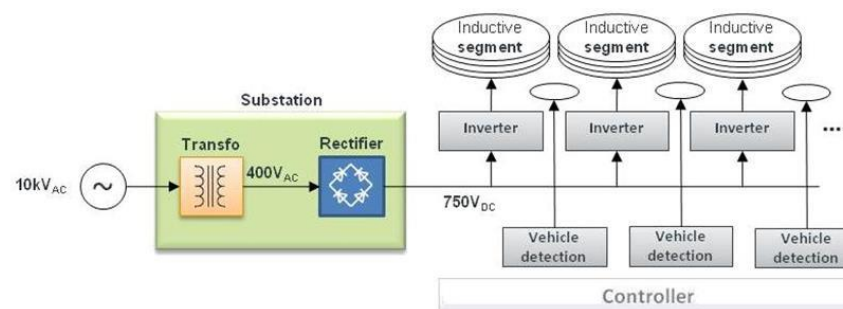 Inductive
segment
Inductive
segment
Inductive
segment
Substation
Inverter
Inverter
Inverter
...
Transfo
Rectifier
10kVAC
~
400VAC
750VDC
Vehicle
detection
Vehicle
detection
Vehicle
detection
Controller